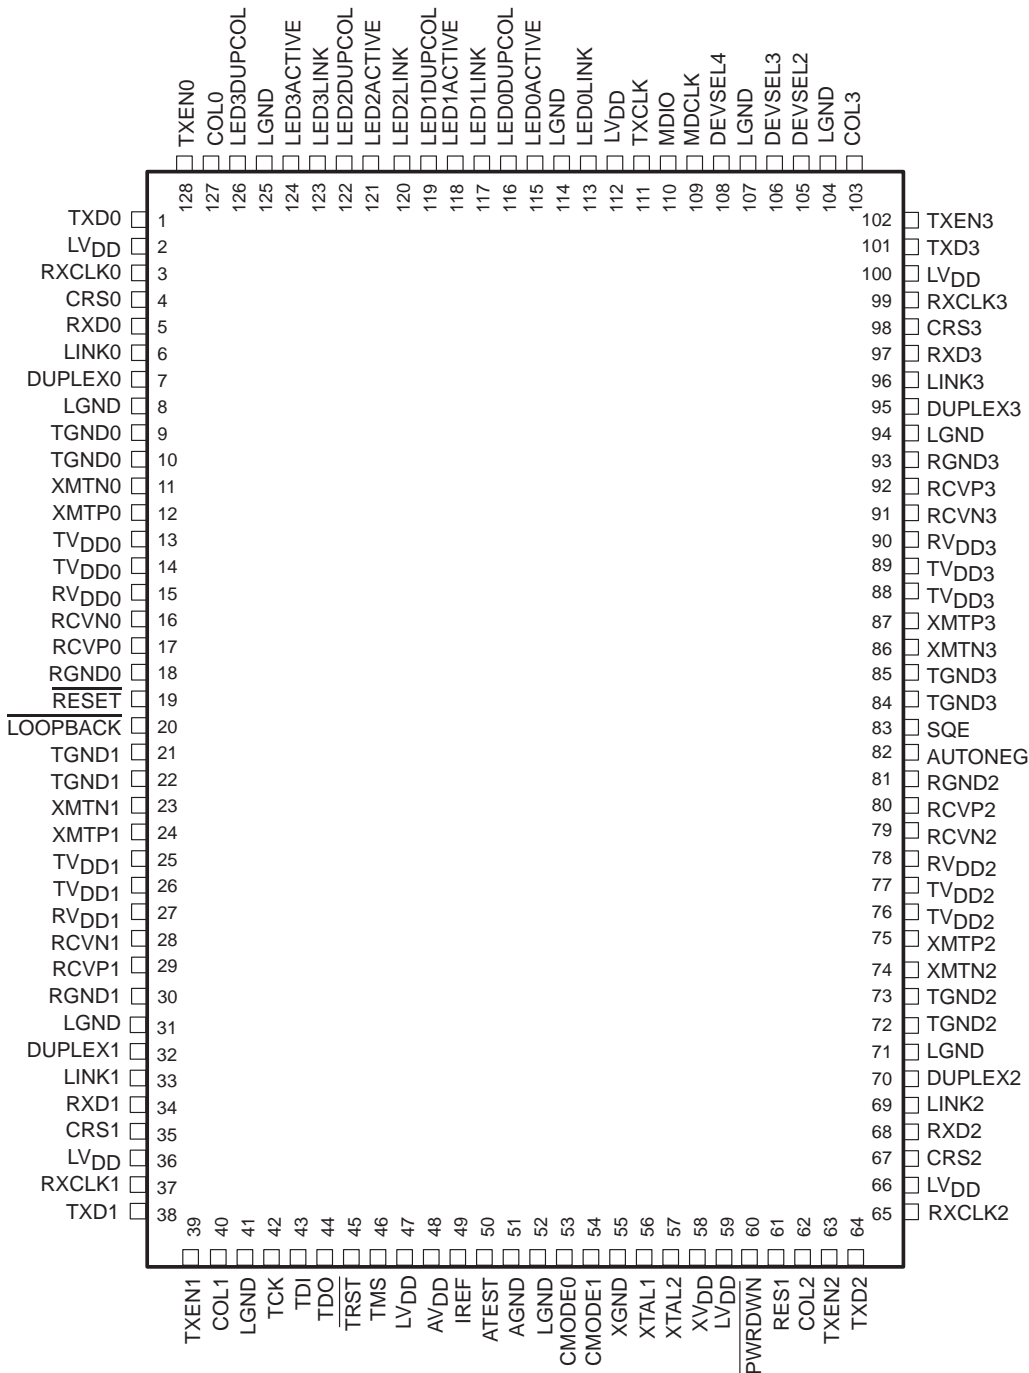 TXEN0
COL0
LED3DUPCOL
LGND
LED3ACTIVE
LED3LINK
LED2DUPCOL
LED2ACTIVE
LED2LINK
LED1DUPCOL
LED1ACTIVE
LED1LINK
LED0DUPCOL
LED0ACTIVE
LGND
LED0LINK
LVDD
TXCLK
MDIO
MDCLK
DEVSEL4
LGND
DEVSEL3
DEVSEL2
LGND
COL3
128
127
126
125
124
123
122
121
120
119
118
117
116
115
114
113
112
111
110
109
108
107
106
105
104
103
TXD0 1
LVDD 2
RXCLK0 3
CRS0 4
RXD0 5
LINK0 6
DUPLEX0 7
LGND 8
TGND0 9
TGND0 10
XMTN0 11
XMTP0 12
TVDD0 13
TVDD0 14
RVDD0 15
RCVN0 16
RCVP0 17
RGND0 18
RESET 19
LOOPBACK 20
TGND1 21
TGND1 22
XMTN1 23
XMTP1 24
TVDD1 25
TVDD1 26
RVDD1 27
RCVN1 28
RCVP1 29
RGND1 30
LGND 31
DUPLEX1 32
LINK1 33
RXD1 34
CRS1 35
LVDD 36
RXCLK1 37
TXD1 38
102 TXEN3
101 TXD3
100 LVDD
99 RXCLK3
98 CRS3
97 RXD3
96 LINK3
95 DUPLEX3
94 LGND
93 RGND3
92 RCVP3
91 RCVN3
90 RVDD3
89 TVDD3
88 TVDD3
87 XMTP3
86 XMTN3
85 TGND3
84 TGND3
83 SQE
82 AUTONEG
81 RGND2
80 RCVP2
79 RCVN2
78 RVDD2
77 TVDD2
76 TVDD2
75 XMTP2
74 XMTN2
73 TGND2
72 TGND2
71 LGND
70 DUPLEX2
69 LINK2
68 RXD2
67 CRS2
66 LVDD
65 RXCLK2
39
40
41
42
43
44
45
46
47
48
49
50
51
52
53
54
55
56
57
58
59
60
61
62
63
64
TXEN1
COL1
LGND
TCK
TDI
TDO
TRST
TMS
LVDD
AVDD
IREF
ATEST
AGND
LGND
CMODE0
CMODE1
XGND
XTAL1
XTAL2
XVDD
LVDD
PWRDWN
RES1
COL2
TXEN2
TXD2